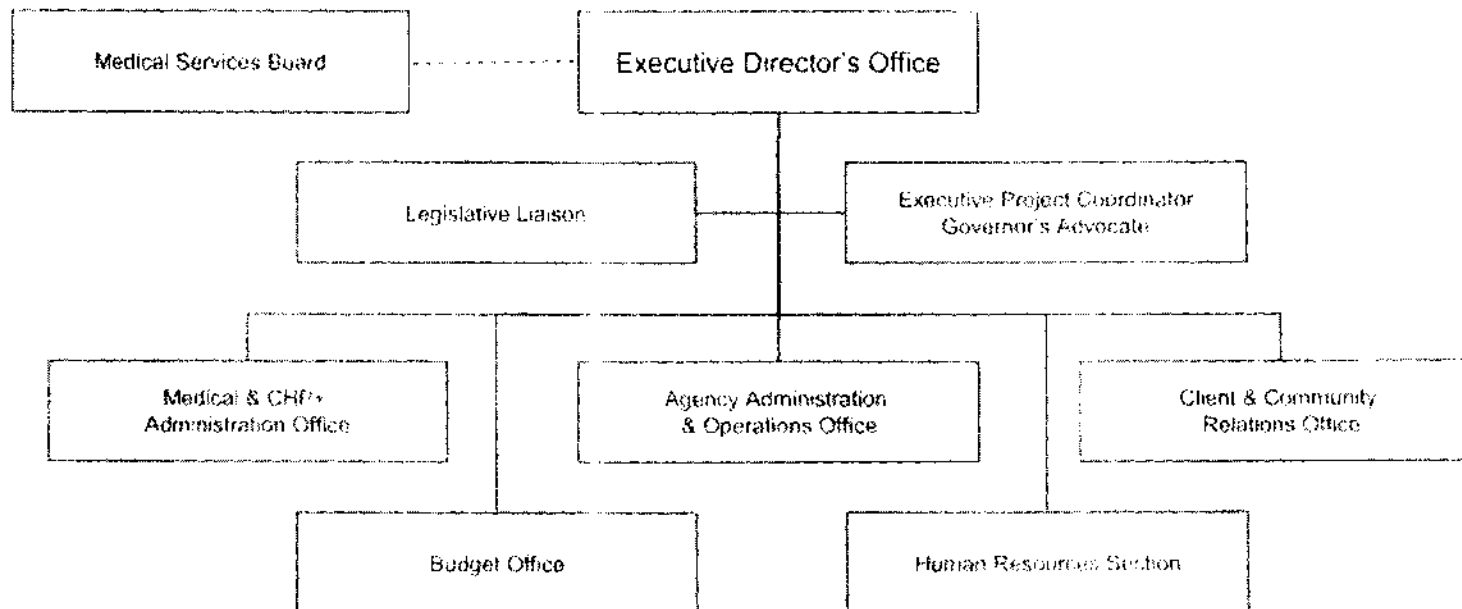 Medical Services Board
Executive Director's Office
Legislative Liaison
Executive Project Coordinator
Governor's Advocate
Medical & CHP+
Administration Office
Agency Administration
& Operations Office
Client & Community
Relations Office
Budget Office
Human Resources Section